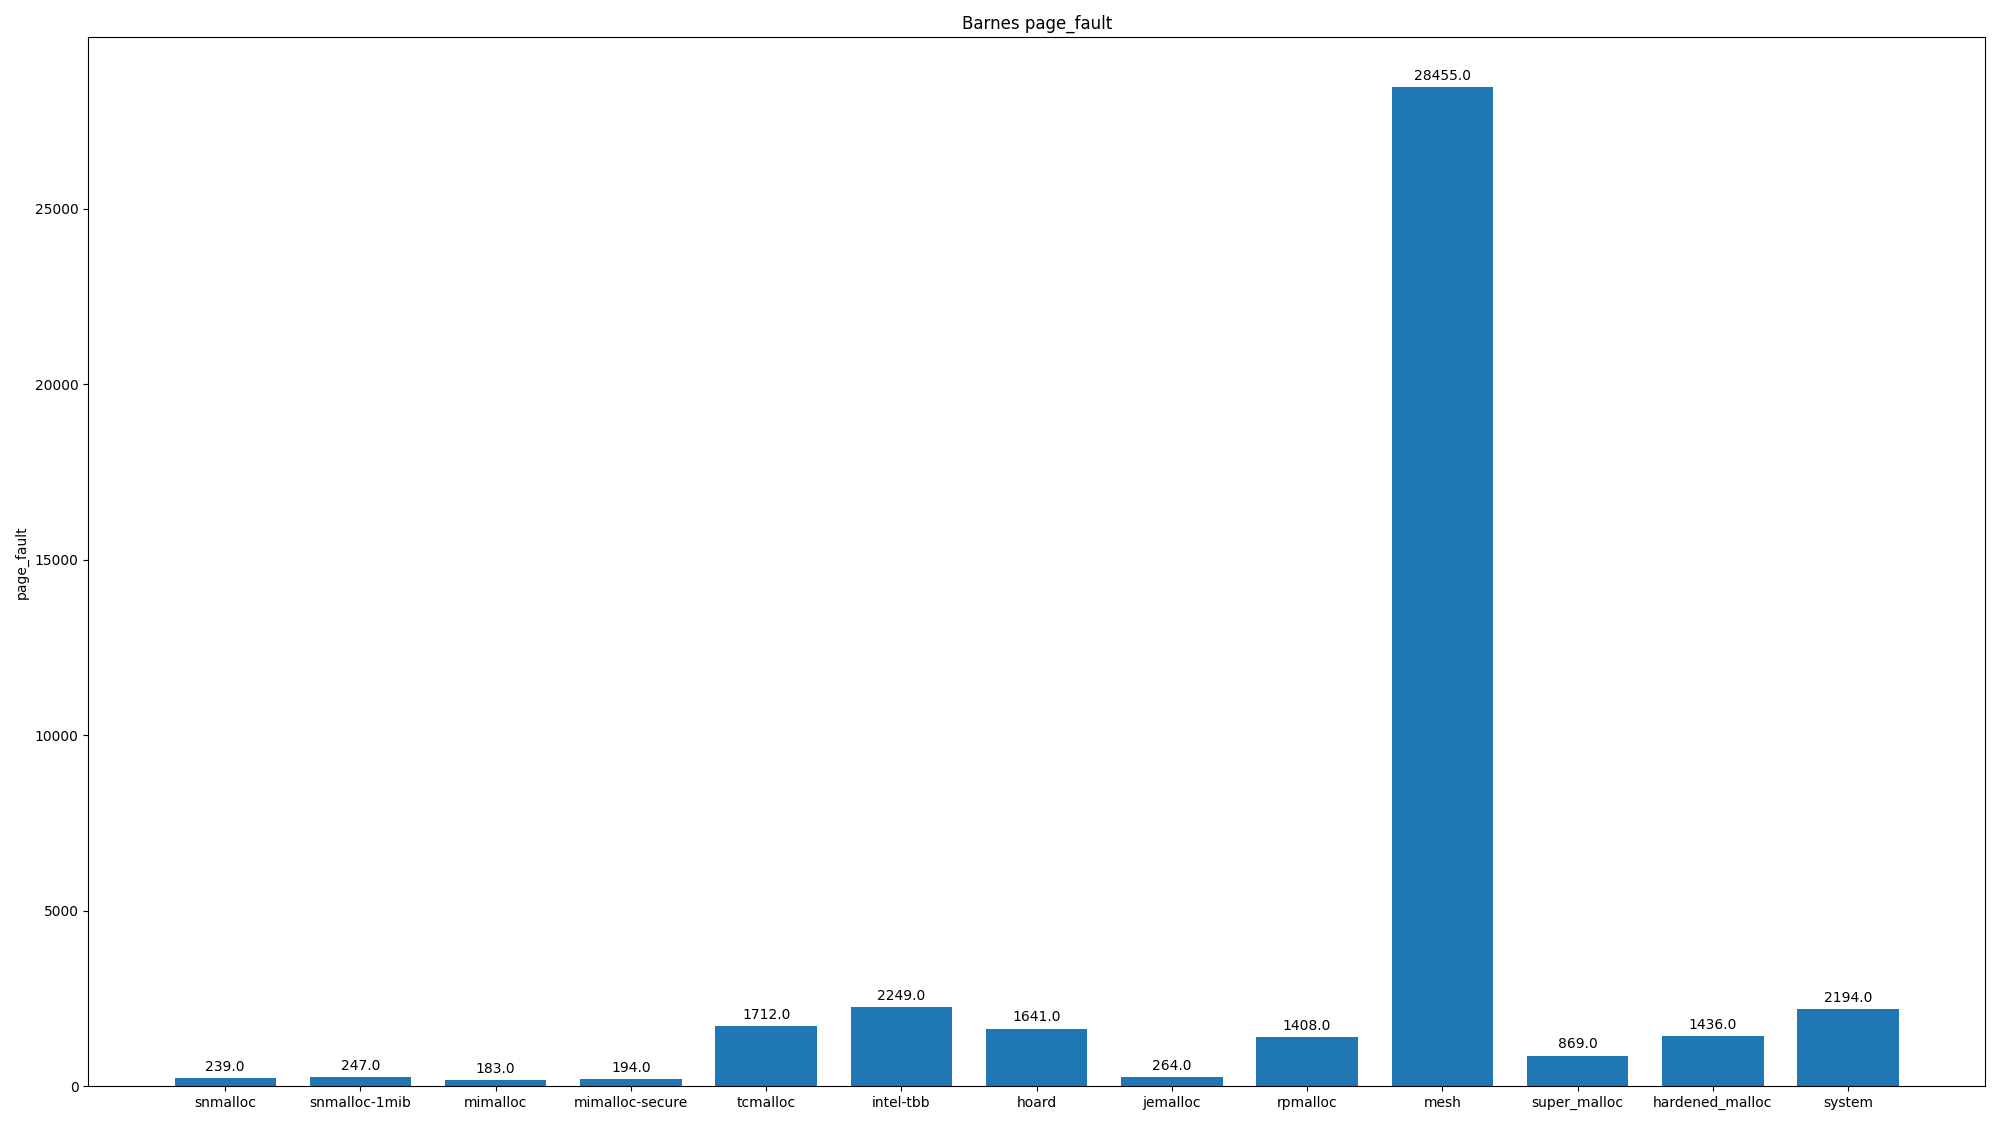 Barnes page_fault
28455.0
25000
20000
15000
page_fault
10000
5000
2249.0
2194.0
1712.0
1641.0
1408.0
1436.0
869.0
239.0
247.0
183.0
194.0
264.0
0
snmalloc
snmalloc-1mib
mimalloc
mimalloc-secure
tcmalloc
intel-tbb
hoard
jemalloc
rpmalloc
mesh
super_malloc
hardened_malloc
system